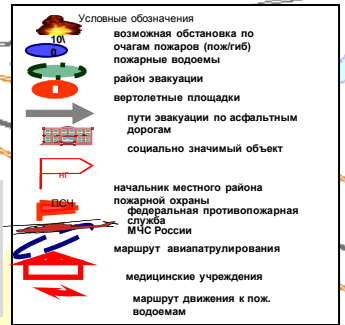 Условные обозначения
возможная обстановка по
10\
очагам пожаров (пож/гиб)
0
пожарные водоемы
район эвакуации
вертолетные площадки
пути эвакуации по асфальтным
дорогам
социально значимый объект
НГ
начальник местного района
пожарной охраны
ПСЧ
федеральная противопожарная
служба
МЧС России
маршрут авиапатрулирования
медицинские учреждения
маршрут движения к пож.
водоемам